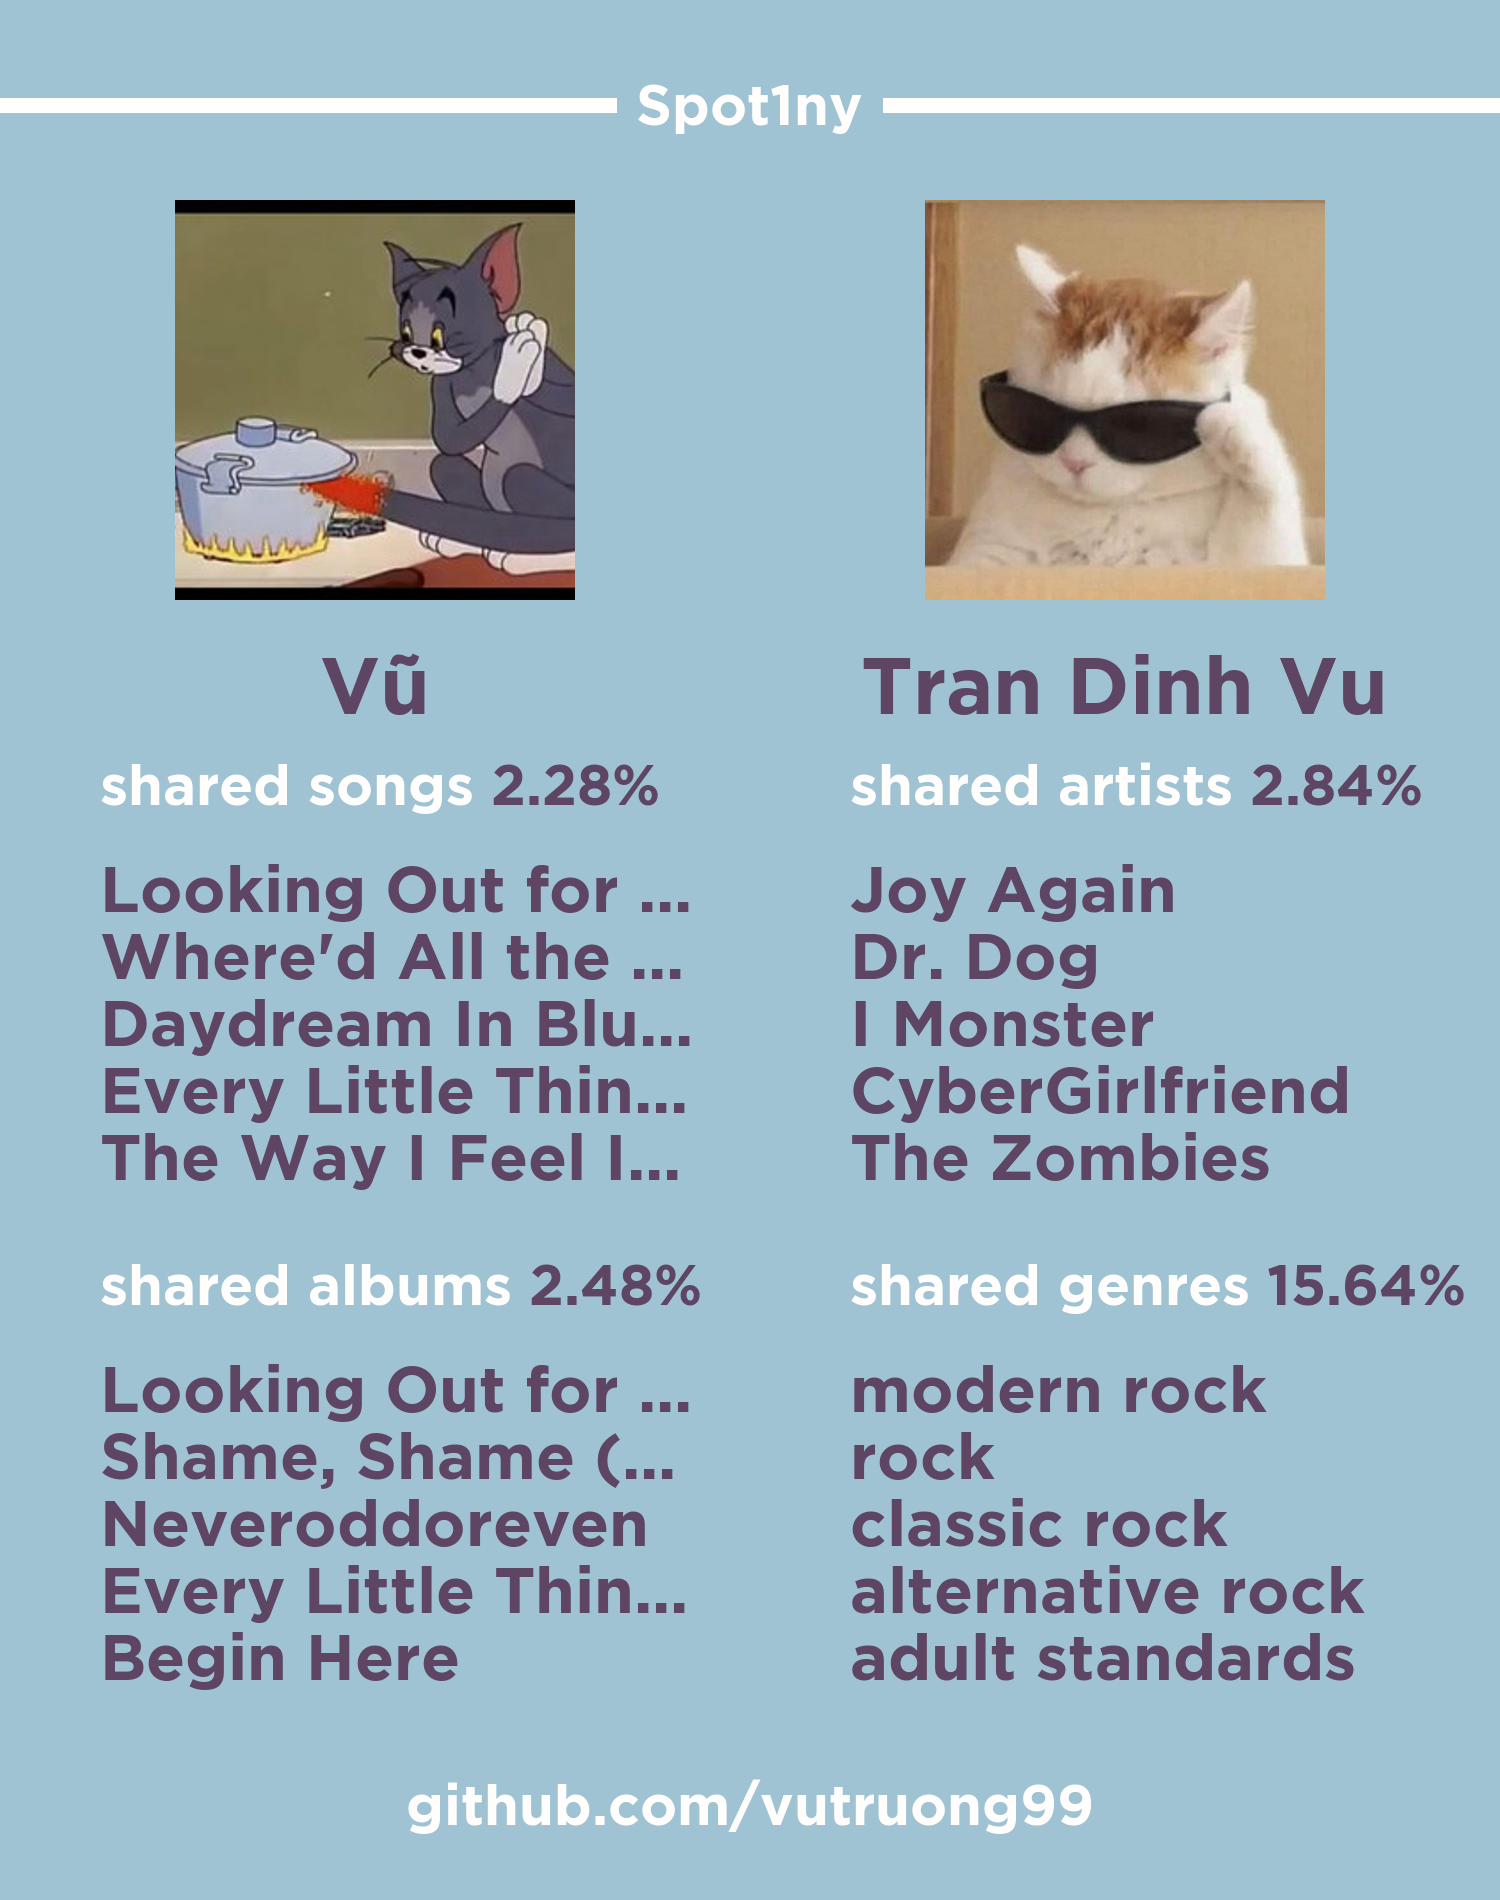 Spot1ny
Vũ
Tran Dinh Vu
shared songs 2.28%
Looking Out for ...
Where'd All the ...
Daydream In Blu...
Every Little Thin...
The Way I Feel I...
shared artists 2.84%
Joy Again
Dr. Dog
I Monster
CyberGirlfriend
The Zombies
shared albums 2.48%
Looking Out for ...
Shame, Shame (...
Neveroddoreven
Every Little Thin...
Begin Here
shared genres 15.64%
modern rock
rock
classic rock
alternative rock
adult standards
github.com/vutruong99